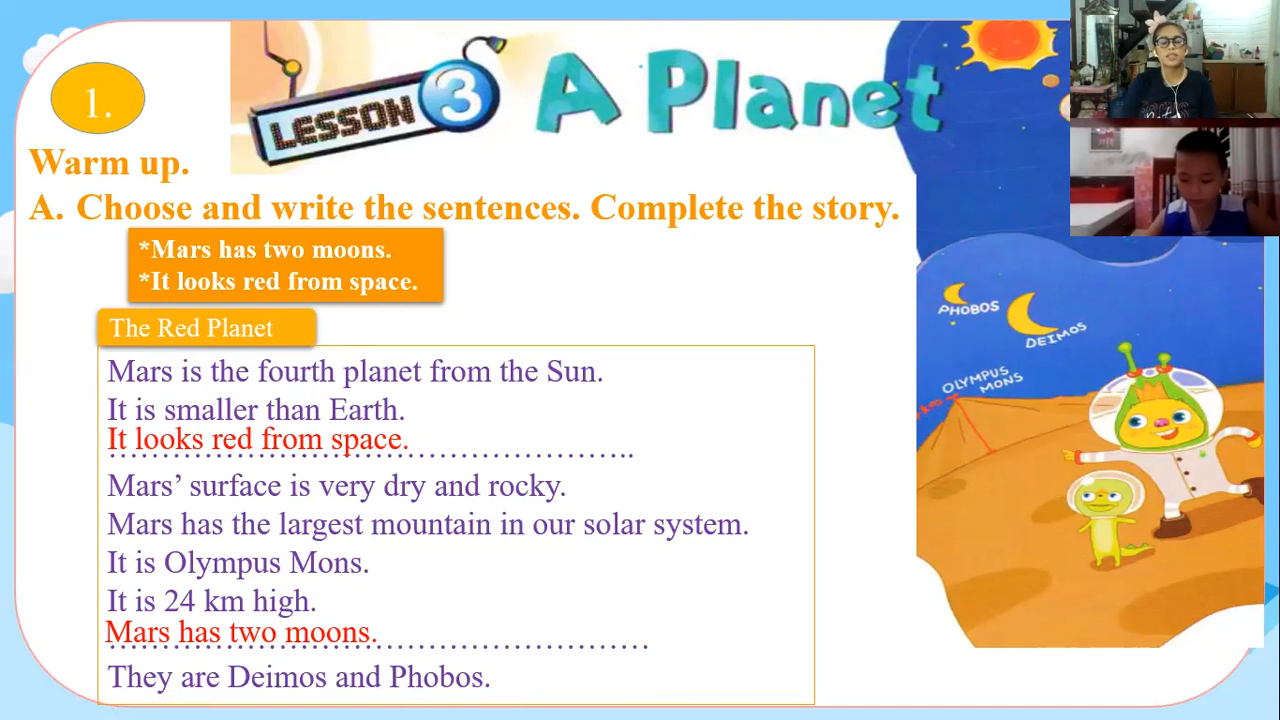 1.
LESSON 3 A Planet
Warm up.
A. Choose and write the sentences. Complete the story.
*Mars has two moons.
*It looks red from space.
The Red Planet
Mars is the fourth planet from the Sun.
It is smaller than Earth.
It looks red from space.
Mars’ surface is very dry and rocky.
Mars has the largest mountain in our solar system.
It is Olympus Mons.
It is 24 km high.
Mars has two moons.
They are Deimos and Phobos.
PHOBOS
DEIMOS
OLYMPUS
MONS